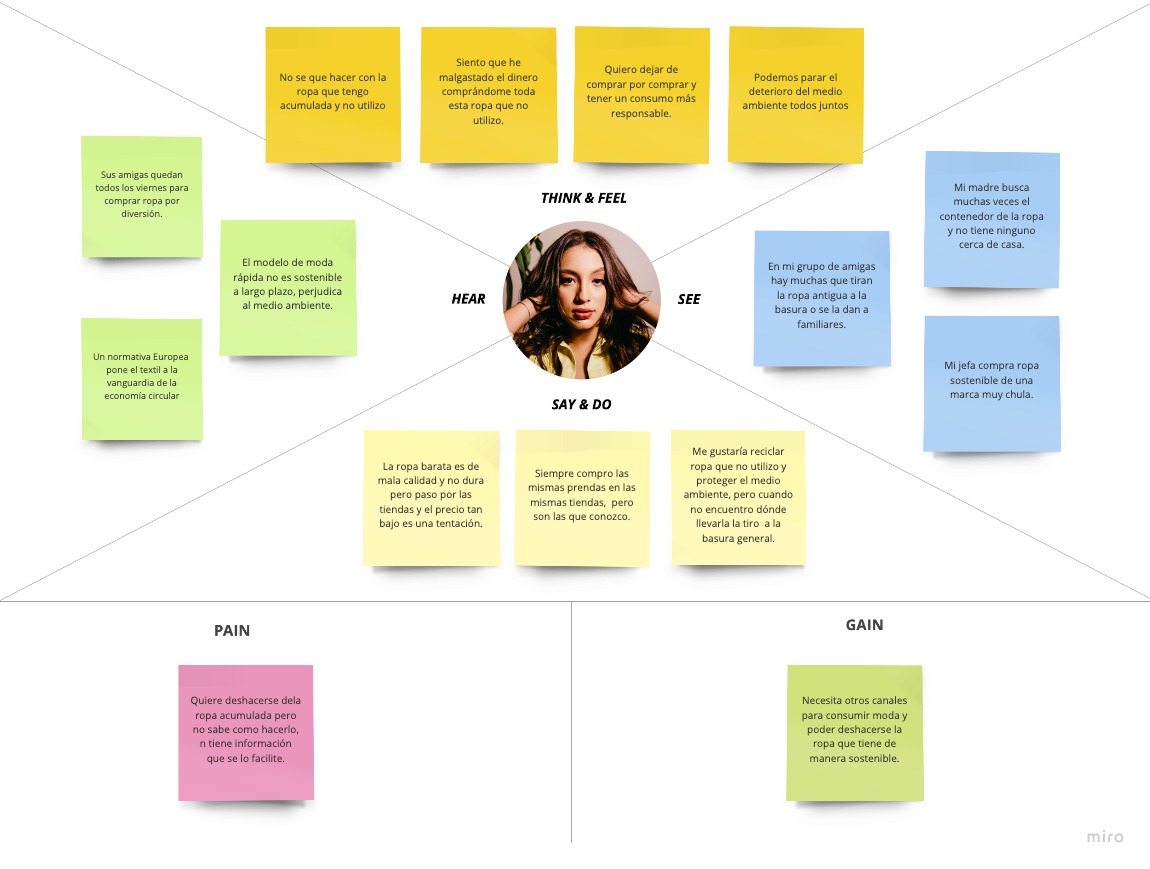 No se que hacer con la
ropa que tengo
acumulada y no utilizo
Siento que he
malgastado el dinero
comprándome toda
esta ropa que no
utilizo.
Quiero dejar de
comprar por comprar y
tener un consumo más
responsable.
Podemos parar el
deterioro del medio
ambiente todos juntos
THINK & FEEL
Sus amigas quedan
todos los viernes para
comprar ropa por
diversión.
El modelo de moda
rápida no es sostenible
a largo plazo, perjudica
al medio ambiente.
Un normativa Europea
pone el textil a la
vanguardia de la
economía circular
HEAR
SEE
En mi grupo de amigas
hay muchas que tiran
la ropa antigua a la
basura o se la dan a
familiares.
Mi madre busca
muchas veces el
contenedor de la ropa
y no tiene ninguno
cerca de casa.
Mi jefa compra ropa
sostenible de una
marca muy chula.
SAY & DO
La ropa barata es de
mala calidad y no dura
pero paso por las
tiendas y el precio tan
bajo es una tentación.
Siempre compro las
mismas prendas en las
mismas tiendas, pero
son las que conozco.
Me gustaría reciclar
ropa que no utilizo y
proteger el medio
ambiente, pero cuando
no encuentro dónde
llevarla la tiro a la
basura general.
PAIN
Quiere deshacerse dela
ropa acumulada pero
no sabe como hacerlo,
n tiene información
que se lo facilite.
GAIN
Necesita otros canales
para consumir moda y
poder deshacerse la
ropa que tiene de
manera sostenible.
miro